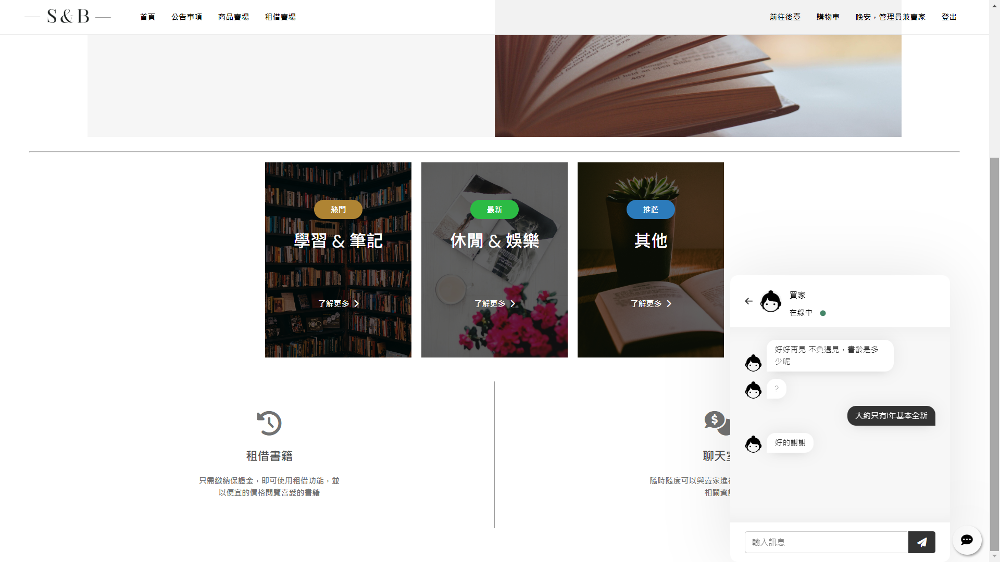 S & B
首頁
公告事項
商品賣場
租借賣場
前往後臺
購物車
晚安，管理員兼賣家
登出
375
401
407
熱門
學習 & 筆記
了解更多
最新
休閒 & 娛樂
了解更多
推薦
其他
了解更多
租借書籍
只需繳納保證金，即可使用租借功能，並
以便宜的價格閱覽喜愛的書籍
聊天
隨時隨度可以與賣家進
相關資
買家
在線中
好好再見 不負遇見，書齡是多
少呢
?
大約只有1年基本全新
好的謝謝
輸入訊息